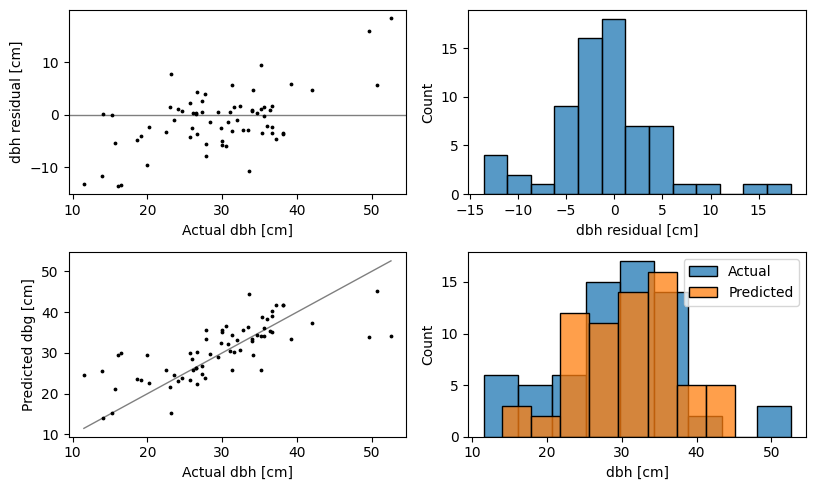 dbh residual [cm]
0
−10
10 20 30 40 50
Actual dbh [cm]
Count
15
10
5
0
−15 −10 −5 0 5 10 15
dbh residual [cm]
Predicted dbg [cm]
50
40
30
20
10
10 20 30 40 50
Actual dbh [cm]
Count
15
10
5
0
Actual
Predicted
10 20 30 40 50
dbh [cm]